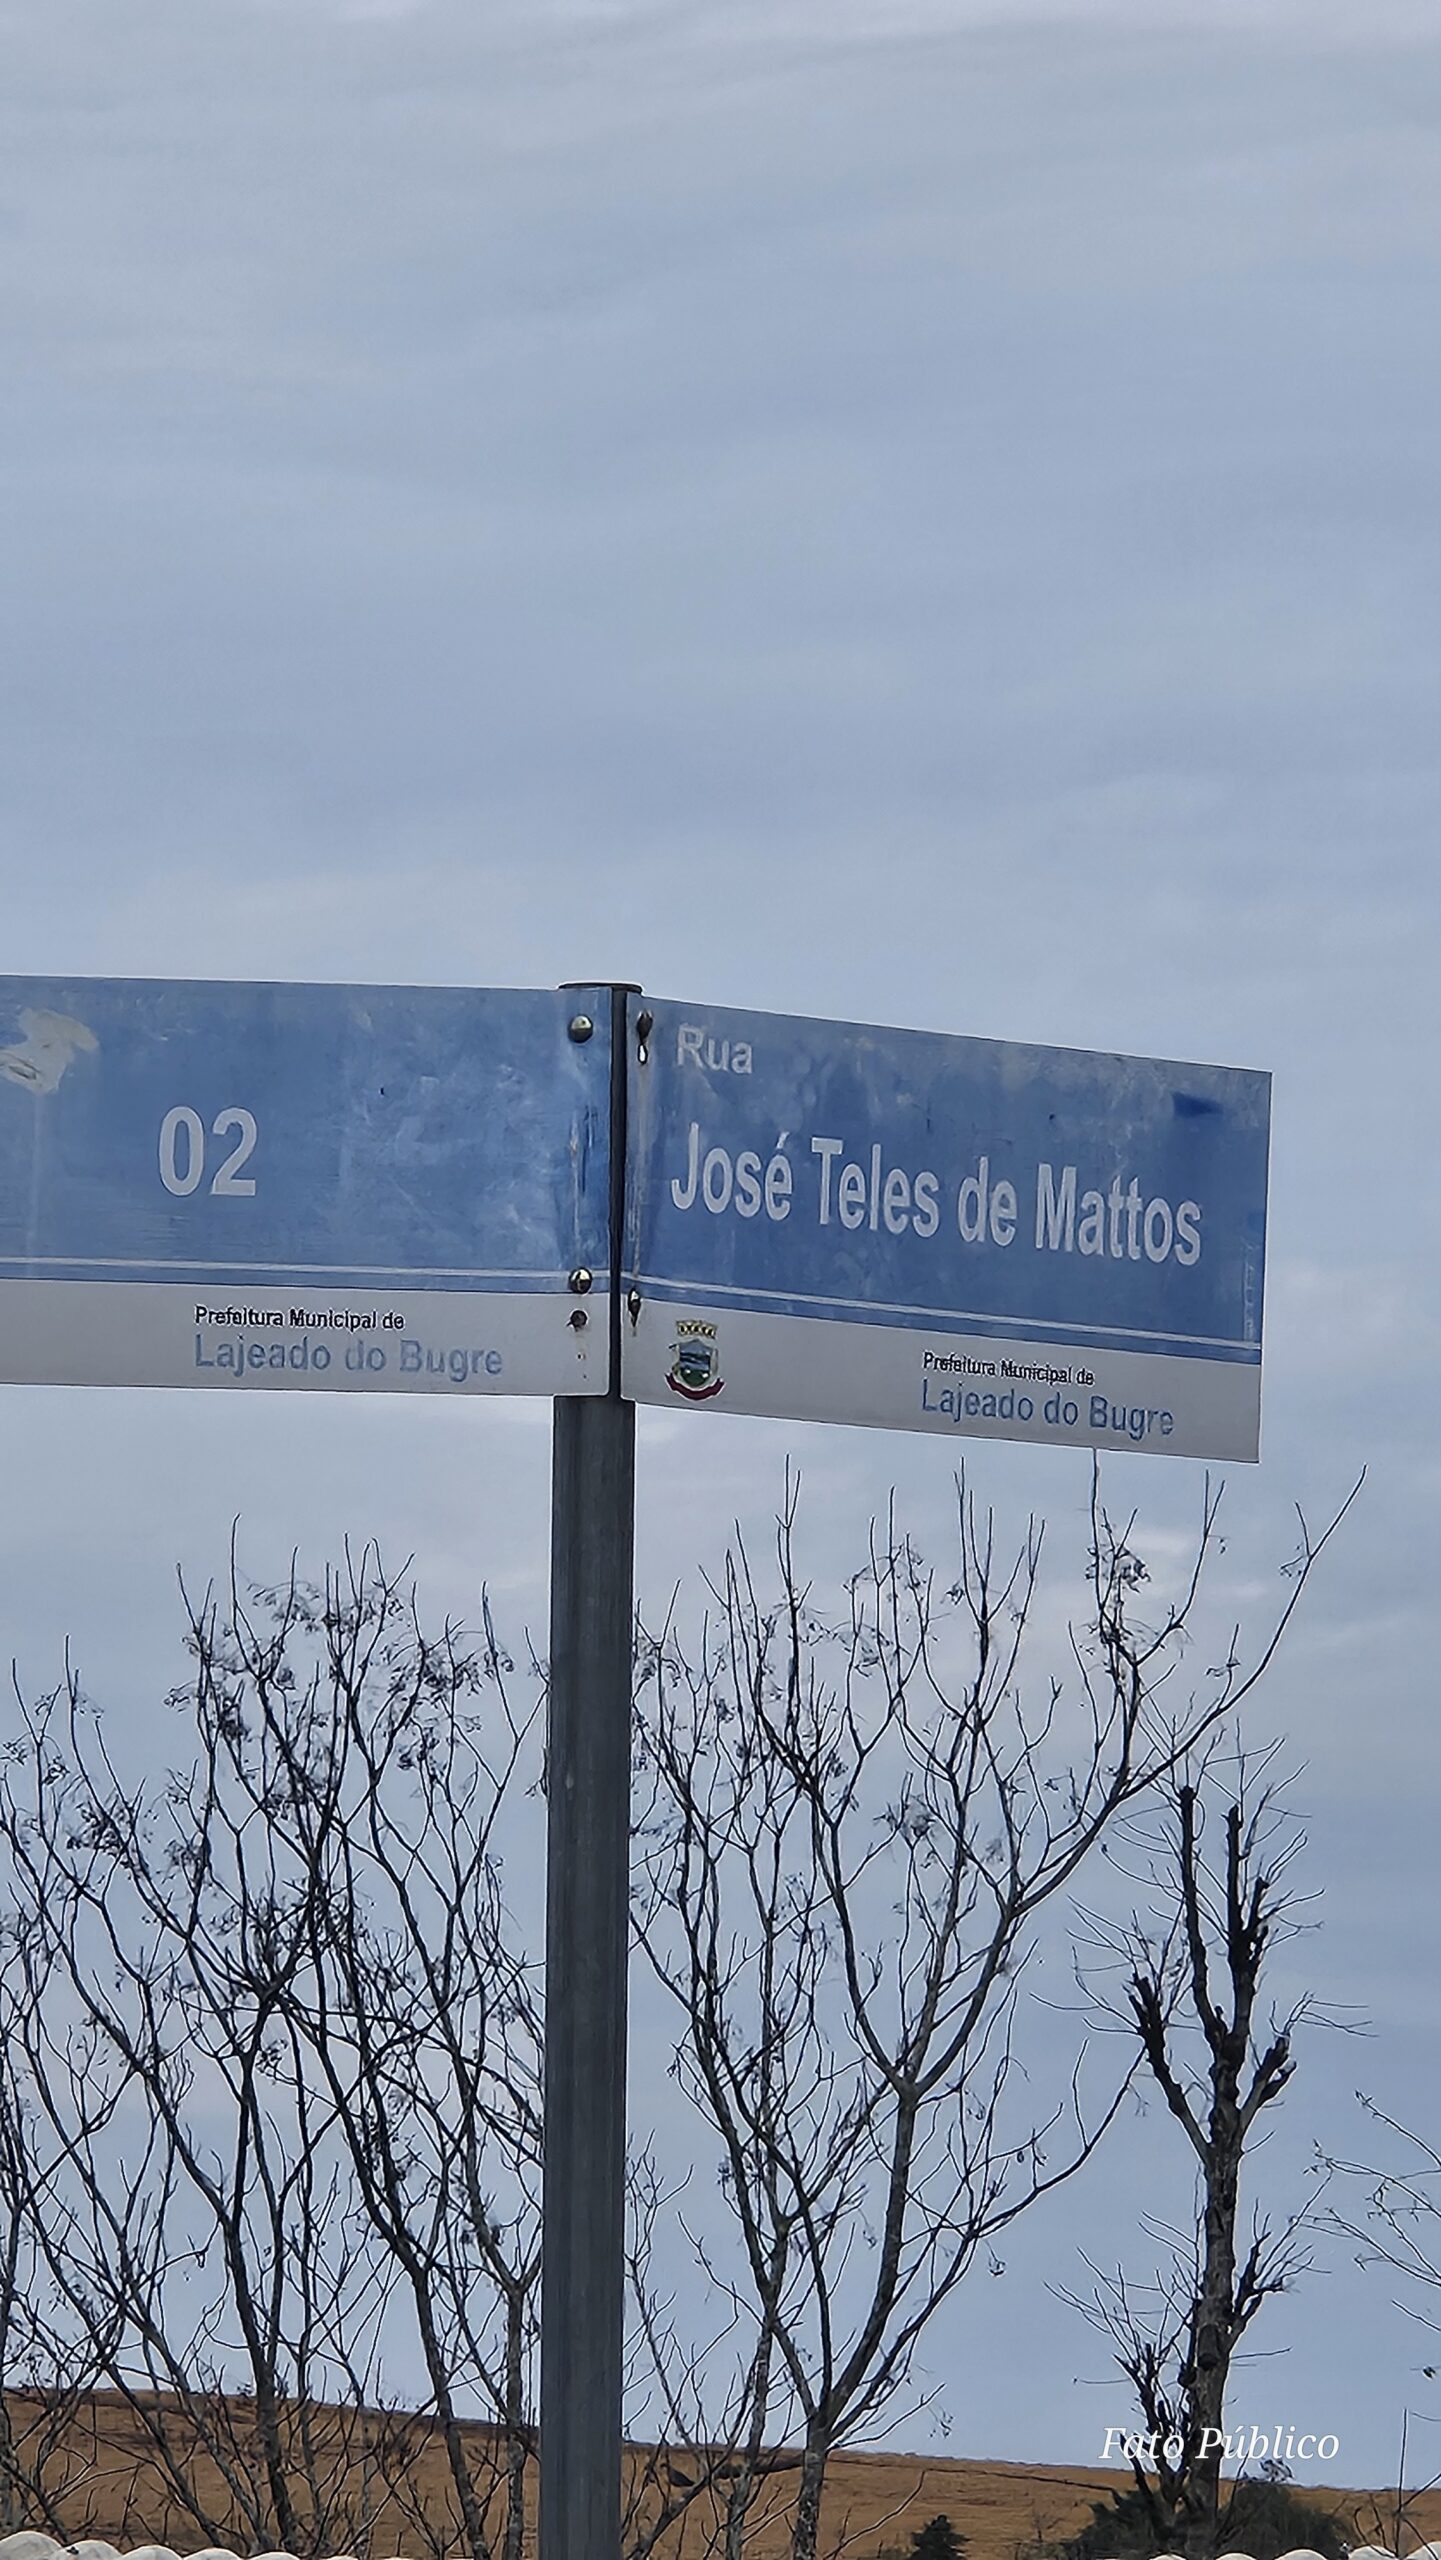 02
Prefeitura Municipal de
Lajeado do Bugre
Rua
José Teles de Mattos
Prefeitura Municipal de
Lajeado do Bugre
Fato Público